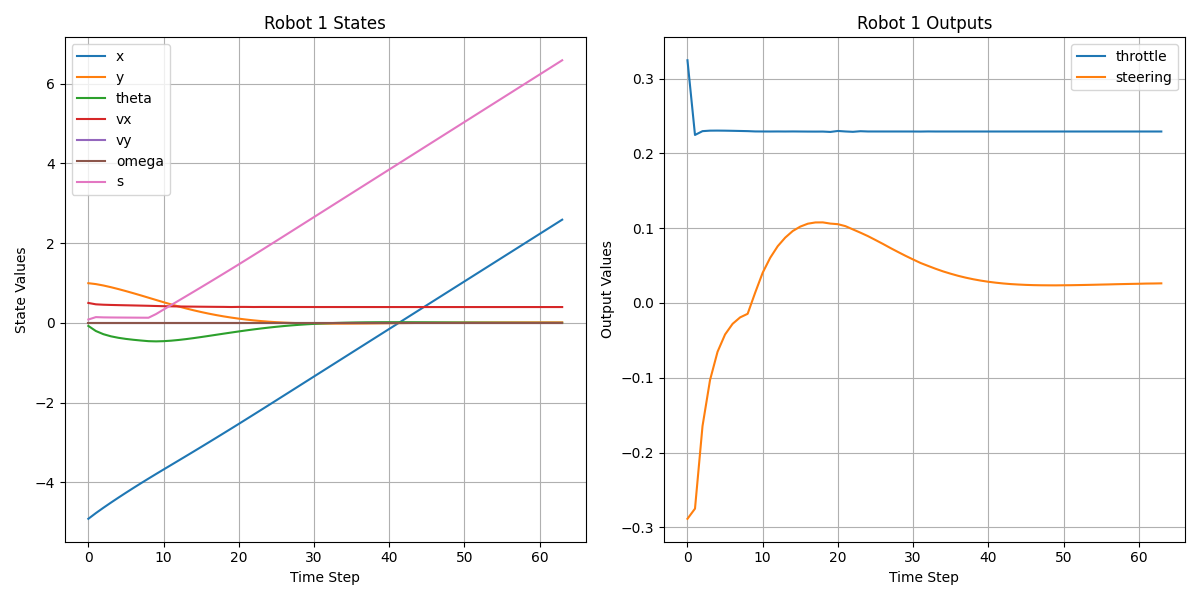 Robot 1 States
State Values
6
4
2
0
−2
−4
x
y
theta
vx
vy
omega
s
0 10 20 30 40 50 60
Time Step
Robot 1 Outputs
Output Values
0.3
0.2
0.1
0.0
−0.1
−0.2
−0.3
throttle
steering
0 10 20 30 40 50 60
Time Step